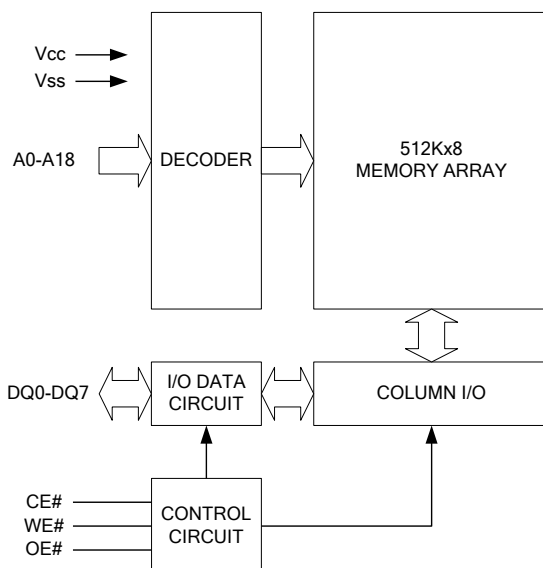 Vcc
Vss
A0-A18
DECODER
512Kx8
MEMORY ARRAY
DQ0-DQ7
I/O DATA
CIRCUIT
COLUMN I/O
CE#
WE#
OE#
CONTROL
CIRCUIT